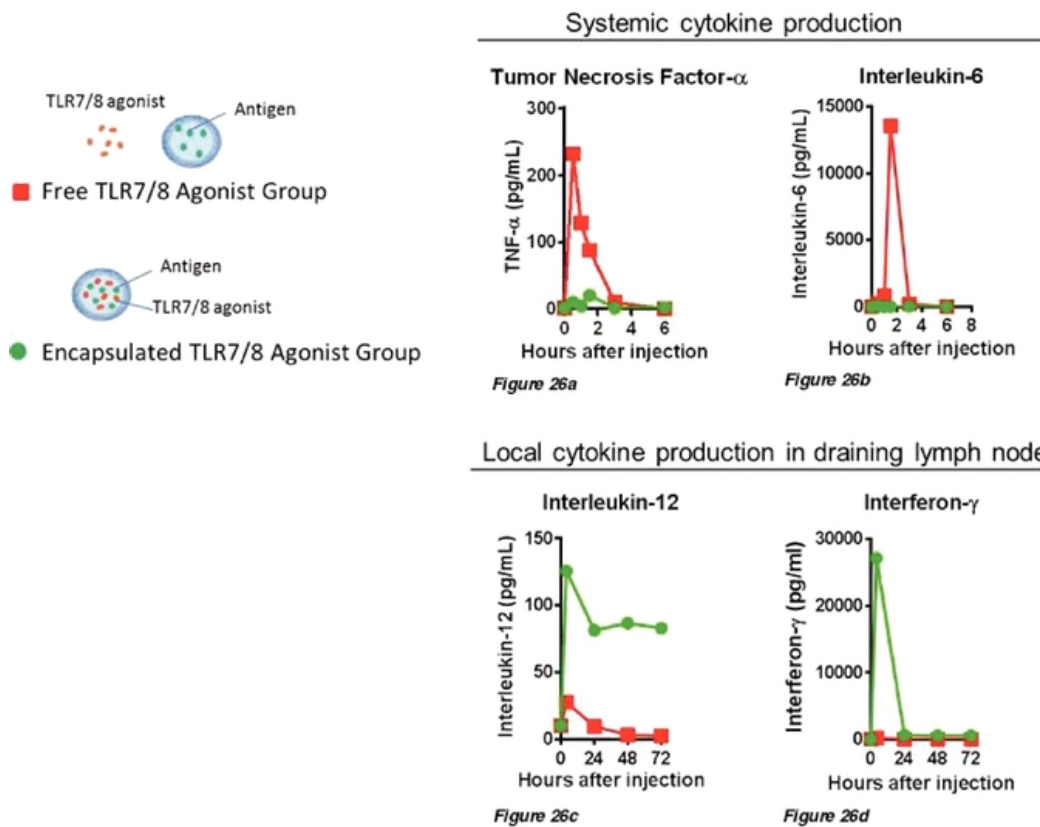 Systemic cytokine production
TLR7/8 agonist
Antigen
Free TLR7/8 Agonist Group
Antigen
TLR7/8 agonist
Encapsulated TLR7/8 Agonist Group
Tumor Necrosis Factor-α
300
200
100
0
TNF-α (pg/mL)
0 2 4 6
Hours after injection
Figure 26a
Interleukin-6
15000
10000
5000
0
Interleukin-6 (pg/mL)
0 2 4 6 8
Hours after injection
Figure 26b
Local cytokine production in draining lymph node
Interleukin-12
150
100
50
0
Interleukin-12 (pg/mL)
0 24 48 72
Hours after injection
Figure 26c
Interferon-γ
30000
20000
10000
0
Interferon-γ (pg/ml)
0 24 48 72
Hours after injection
Figure 26d